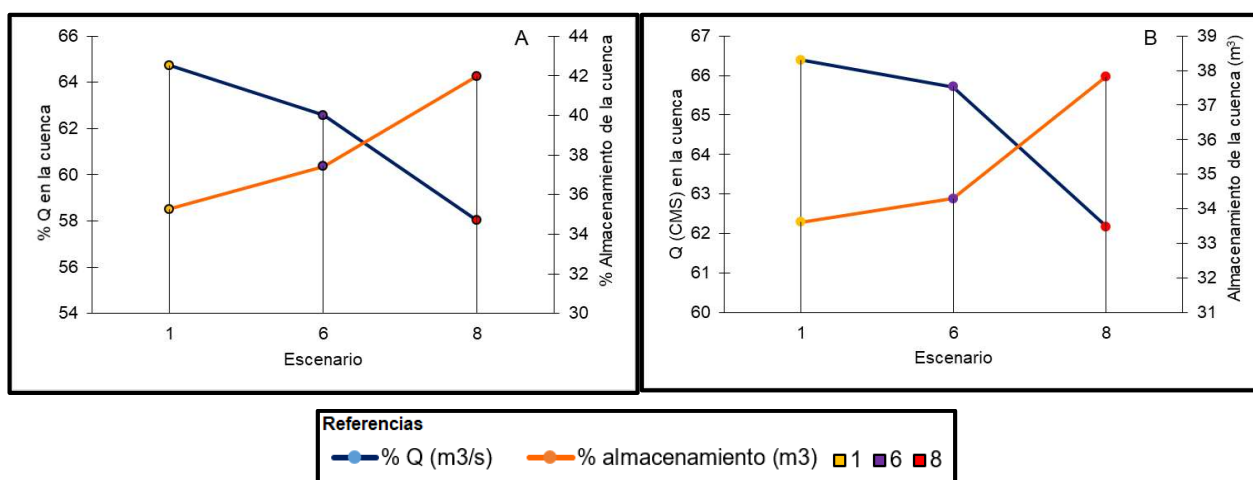 A
66
64
62
60
58
56
54
% Q en la cuenca
44
42
40
38
36
34
32
30
% Almacenamiento de la cuenca
1 6 8
Escenario
B
67
66
65
64
63
62
61
60
Q (CMS) en la cuenca
39
38
37
36
35
34
33
32
31
Almacenamiento de la cuenca (m³)
1 6 8
Escenario
Referencias
% Q (m3/s) % almacenamiento (m3) 1 6 8